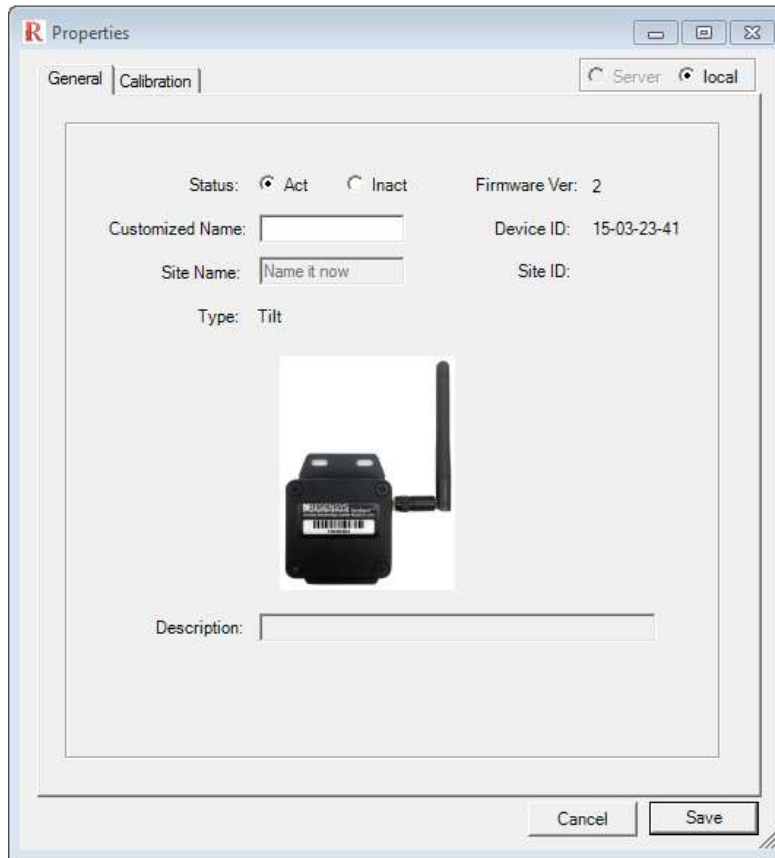 R Properties
General Calibration Server local
Status: Act Inact Firmware Ver: 2
Customized Name: Device ID: 15-03-23-41
Site Name: Name it now Site ID:
Type: Tilt
Description:
Cancel Save